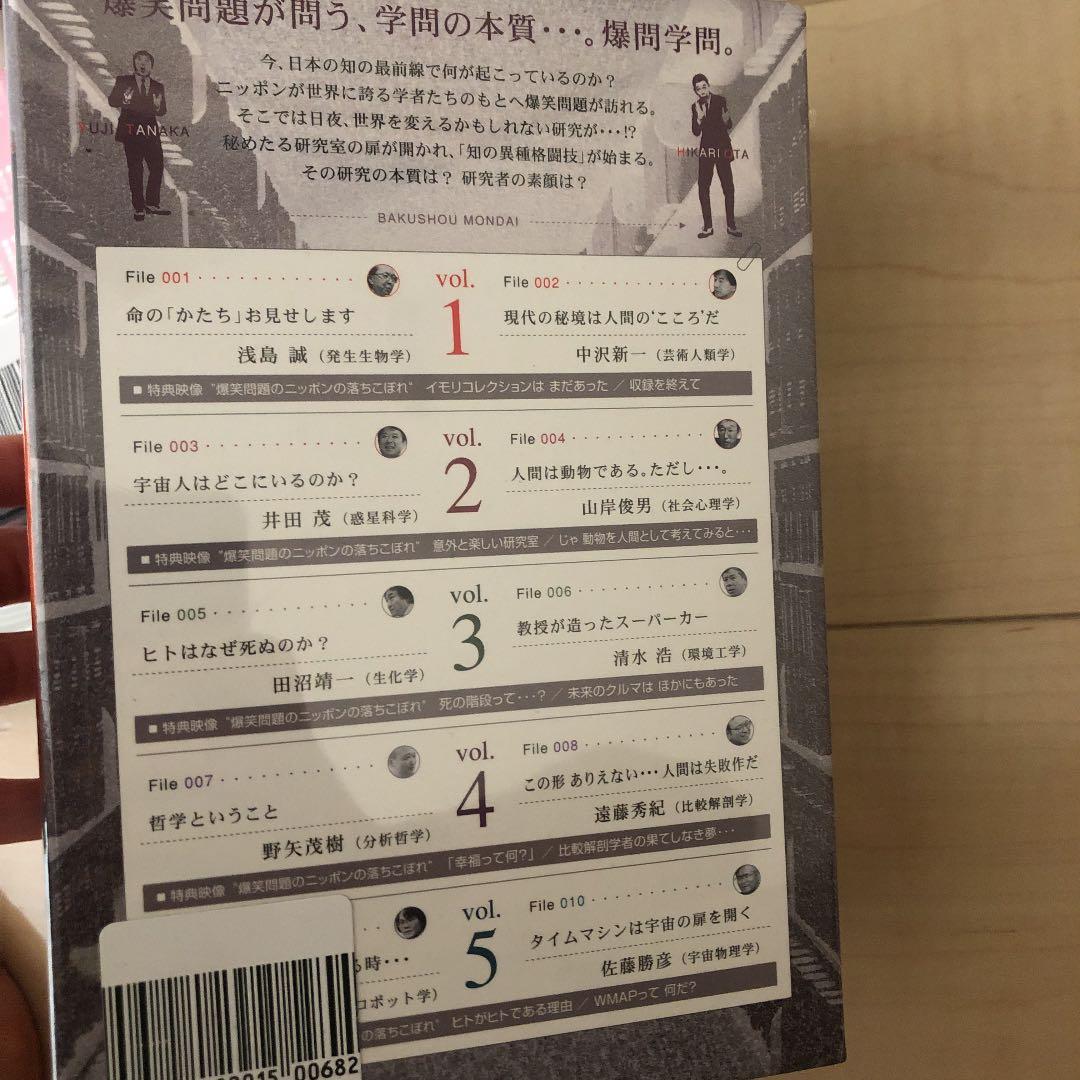 爆笑問題が問う、学問の本質・・・。爆問学問。
今、日本の知の最前線で何が起こっているのか？
ニッポンが世界に誇る学者たちのもとへ爆笑問題が訪れる。
そこでは日夜、世界を変えるかもしれない研究が・・・!?
秘めたる研究室の扉が開かれ、「知の異種格闘技」が始まる。
その研究の本質は？ 研究者の素顔は？
YUJI TANAKA
HIKARI OTA
BAKUSHOU MONDAI
File 001
命の「かたち」お見せします
浅島 誠（発生生物学）
vol.
1
File 002
現代の秘境は人間の‘こころ’だ
中沢新一（芸術人類学）
■ 特典映像 “爆笑問題のニッポンの落ちこぼれ” イモリコレクションは まだあった ／ 収録を終えて
File 003
宇宙人はどこにいるのか？
井田 茂（惑星科学）
vol.
2
File 004
人間は動物である。ただし・・・。
山岸俊男（社会心理学）
■ 特典映像 “爆笑問題のニッポンの落ちこぼれ” 意外と楽しい研究室 ／ じゃ 動物を人間として考えてみると・・・
File 005
ヒトはなぜ死ぬのか？
田沼靖一（生化学）
vol.
3
File 006
教授が造ったスーパーカー
清水 浩（環境工学）
■ 特典映像 “爆笑問題のニッポンの落ちこぼれ” 死の階段って・・・？ ／ 未来のクルマは ほかにもあった
File 007
哲学ということ
野矢茂樹（分析哲学）
vol.
4
File 008
この形 ありえない・・・人間は失敗作だ
遠藤秀紀（比較解剖学）
■ 特典映像 “爆笑問題のニッポンの落ちこぼれ” 「幸福って何？」 ／ 比較解剖学者の果てしなき夢・・・
る時・・・
ロボット学）
vol.
5
File 010
タイムマシンは宇宙の扉を開く
佐藤勝彦（宇宙物理学）
の落ちこぼれ” ヒトがヒトである理由 ／ WMAPって 何だ？
0015 00682